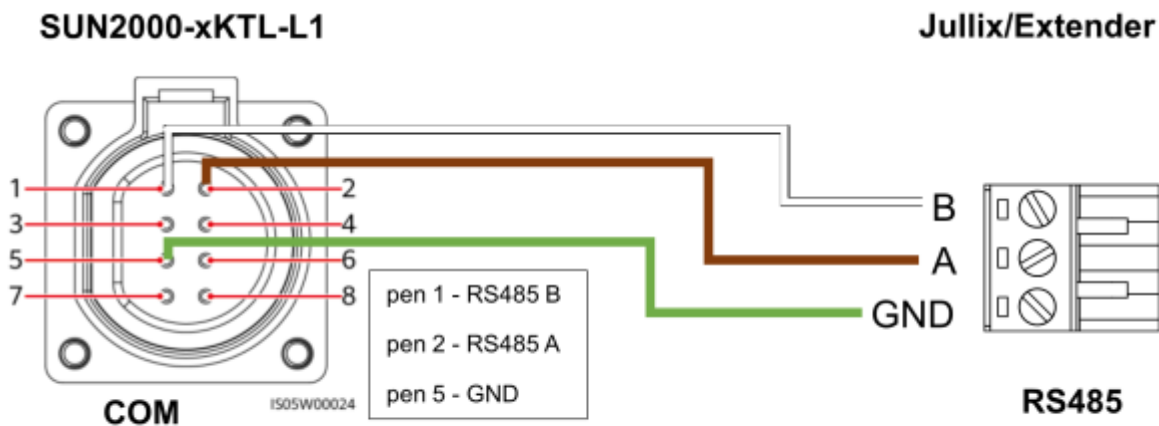 SUN2000-xKTL-L1
Jullix/Extender
1
2
3
4
5
6
7
8
B
A
GND
pen 1 - RS485 B
pen 2 - RS485 A
pen 5 - GND
IS05W00024
COM
RS485